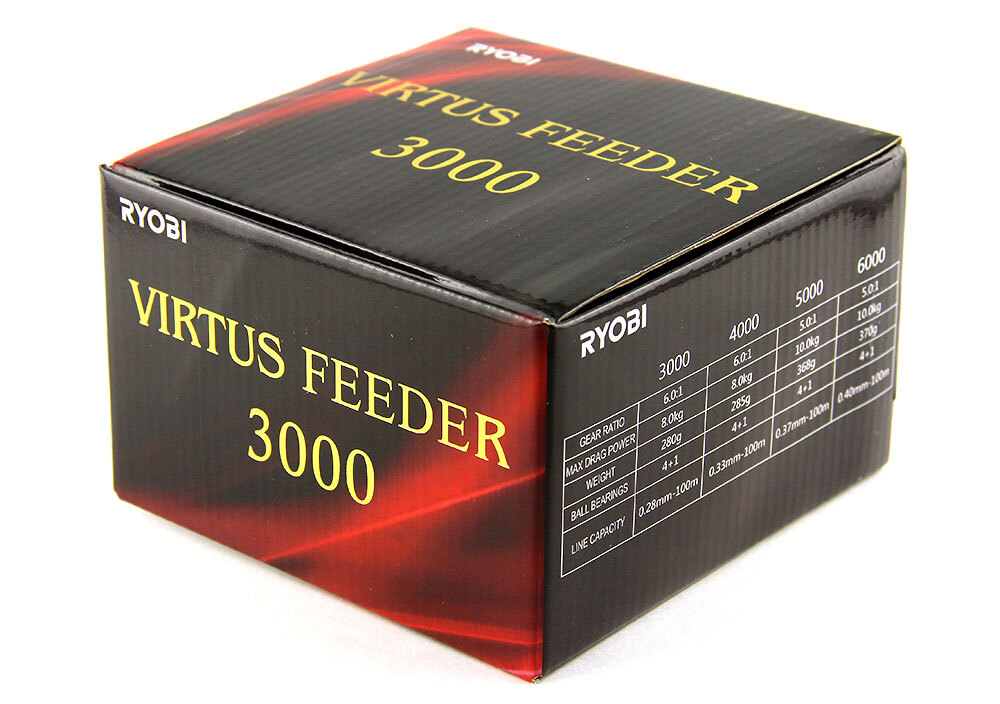 RYOBI
VIRTUS FEEDER
3000
RYOBI
VIRTUS FEEDER
3000
RYOBI
3000 4000 5000 6000
GEAR RATIO 6.0:1 6.0:1 5.0:1 5.0:1
MAX DRAG POWER 8.0kg 8.0kg 10.0kg 10.0kg
WEIGHT 280g 285g 368g 370g
BALL BEARINGS 4+1 4+1 4+1 4+1
LINE CAPACITY 0.28mm-100m 0.33mm-100m 0.37mm-100m 0.40mm-100m